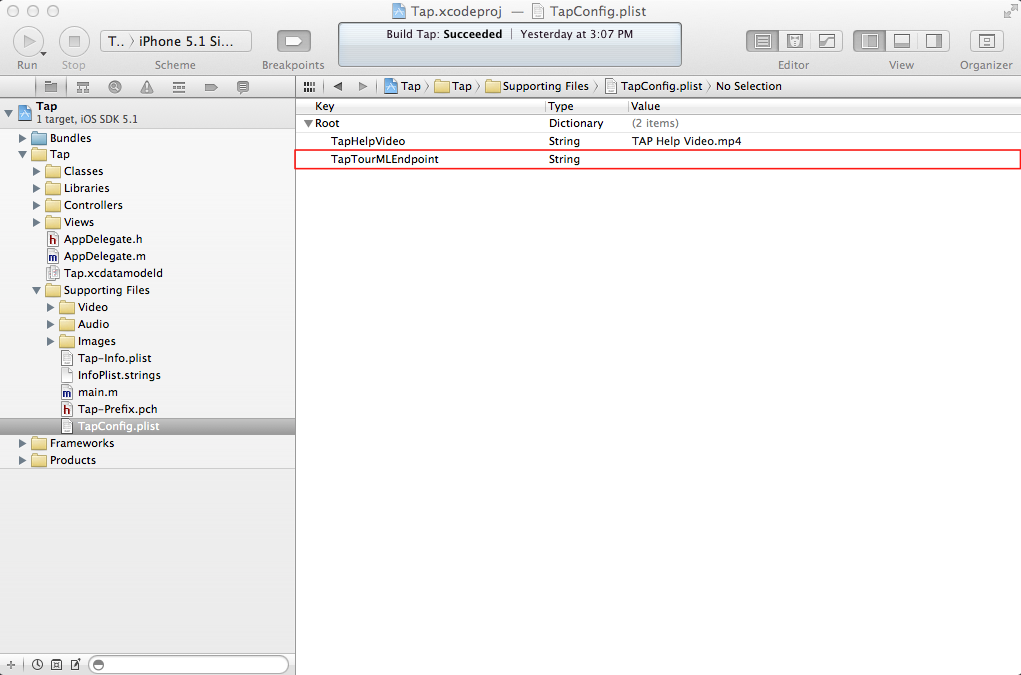 Tap.xcodeproj — TapConfig.plist
T.. 〉 iPhone 5.1 Si...
Build Tap: Succeeded | Yesterday at 3:07 PM
Run Stop Scheme Breakpoints Editor View Organizer
Tap 〉 Tap 〉 Supporting Files 〉 TapConfig.plist 〉 No Selection
Tap
1 target, iOS SDK 5.1
Bundles
Tap
Classes
Libraries
Controllers
Views
AppDelegate.h
AppDelegate.m
Tap.xcdatamodeld
Supporting Files
Video
Audio
Images
Tap-Info.plist
InfoPlist.strings
main.m
Tap-Prefix.pch
TapConfig.plist
Frameworks
Products
Key Type Value
Root Dictionary (2 items)
TapHelpVideo String TAP Help Video.mp4
TapTourMLEndpoint String